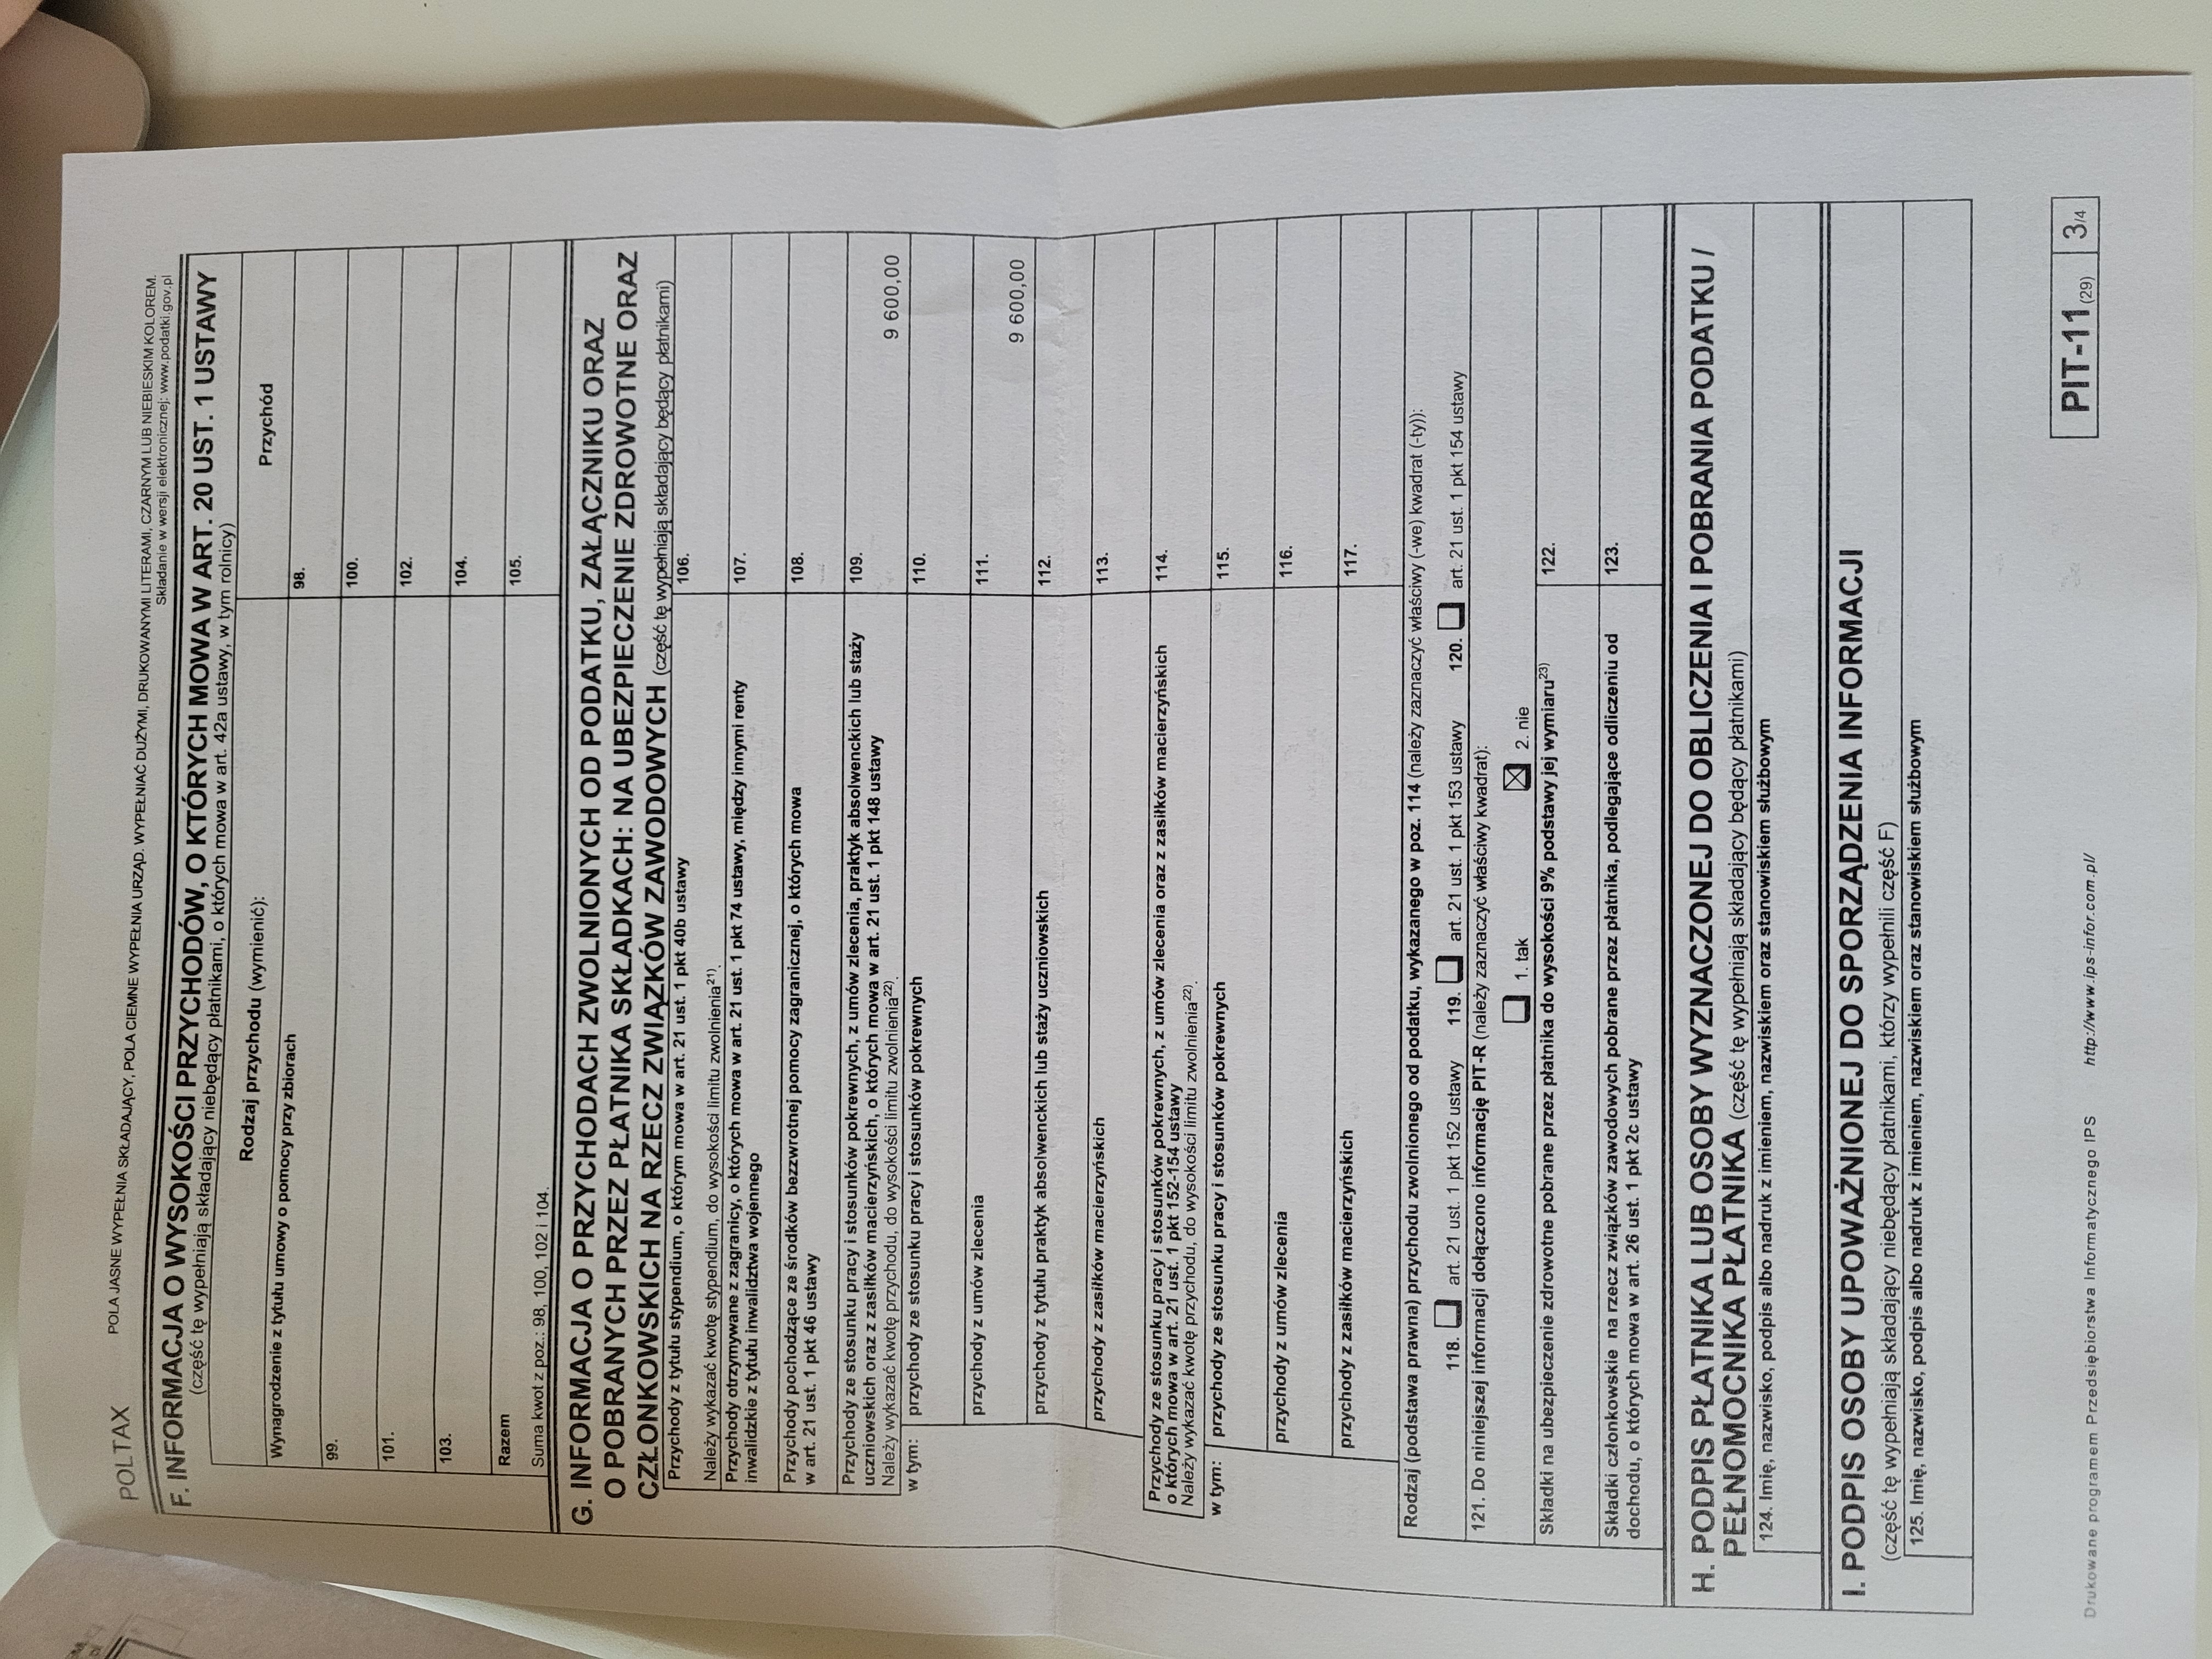 POLTAX
POLA JASNE WYPEŁNIA SKŁADAJĄCY, POLA CIEMNE WYPEŁNIA URZĄD. WYPEŁNIAĆ DUŻYMI, DRUKOWANYMI LITERAMI, CZARNYM LUB NIEBIESKIM KOLOREM.
Składanie w wersji elektronicznej: www.podatki.gov.pl
F. INFORMACJA O WYSOKOŚCI PRZYCHODÓW, O KTÓRYCH MOWA W ART. 20 UST. 1 USTAWY
(część tę wypełniają składający niebędący płatnikami, o których mowa w art. 42a ustawy, w tym rolnicy)
Rodzaj przychodu (wymienić):
Przychód
Wynagrodzenie z tytułu umowy o pomocy przy zbiorach
98.
99.
100.
101.
102.
103.
104.
Razem
105.
Suma kwot z poz.: 98, 100, 102 i 104.
G. INFORMACJA O PRZYCHODACH ZWOLNIONYCH OD PODATKU, ZAŁĄCZNIKU ORAZ
O POBRANYCH PRZEZ PŁATNIKA SKŁADKACH: NA UBEZPIECZENIE ZDROWOTNE ORAZ
CZŁONKOWSKICH NA RZECZ ZWIĄZKÓW ZAWODOWYCH (część tę wypełniają składający będący płatnikami)
Przychody z tytułu stypendium, o którym mowa w art. 21 ust. 1 pkt 40b ustawy
106.
Należy wykazać kwotę stypendium, do wysokości limitu zwolnienia21).
Przychody otrzymywane z zagranicy, o których mowa w art. 21 ust. 1 pkt 74 ustawy, między innymi renty
inwalidzkie z tytułu inwalidztwa wojennego
107.
Przychody pochodzące ze środków bezzwrotnej pomocy zagranicznej, o których mowa
w art. 21 ust. 1 pkt 46 ustawy
108.
Przychody ze stosunku pracy i stosunków pokrewnych, z umów zlecenia, praktyk absolwenckich lub staży
uczniowskich oraz z zasiłków macierzyńskich, o których mowa w art. 21 ust. 1 pkt 148 ustawy
Należy wykazać kwotę przychodu, do wysokości limitu zwolnienia22).
109.
9 600,00
w tym:
przychody ze stosunku pracy i stosunków pokrewnych
110.
przychody z umów zlecenia
111.
9 600,00
przychody z tytułu praktyk absolwenckich lub staży uczniowskich
112.
przychody z zasiłków macierzyńskich
113.
Przychody ze stosunku pracy i stosunków pokrewnych, z umów zlecenia oraz z zasiłków macierzyńskich
o których mowa w art. 21 ust. 1 pkt 152-154 ustawy
Należy wykazać kwotę przychodu, do wysokości limitu zwolnienia22).
114.
w tym:
przychody ze stosunku pracy i stosunków pokrewnych
115.
przychody z umów zlecenia
116.
przychody z zasiłków macierzyńskich
117.
Rodzaj (podstawa prawna) przychodu zwolnionego od podatku, wykazanego w poz. 114 (należy zaznaczyć właściwy (-we) kwadrat (-ty)):
118. art. 21 ust. 1 pkt 152 ustawy 119. art. 21 ust. 1 pkt 153 ustawy 120. art. 21 ust. 1 pkt 154 ustawy
121. Do niniejszej informacji dołączono informację PIT-R (należy zaznaczyć właściwy kwadrat):
1. tak 2. nie
Składki na ubezpieczenie zdrowotne pobrane przez płatnika do wysokości 9% podstawy jej wymiaru23)
122.
Składki członkowskie na rzecz związków zawodowych pobrane przez płatnika, podlegające odliczeniu od
dochodu, o których mowa w art. 26 ust. 1 pkt 2c ustawy
123.
H. PODPIS PŁATNIKA LUB OSOBY WYZNACZONEJ DO OBLICZENIA I POBRANIA PODATKU /
PEŁNOMOCNIKA PŁATNIKA (część tę wypełniają składający będący płatnikami)
124. Imię, nazwisko, podpis albo nadruk z imieniem, nazwiskiem oraz stanowiskiem służbowym
I. PODPIS OSOBY UPOWAŻNIONEJ DO SPORZĄDZENIA INFORMACJI
(część tę wypełniają składający niebędący płatnikami, którzy wypełnili część F)
125. Imię, nazwisko, podpis albo nadruk z imieniem, nazwiskiem oraz stanowiskiem służbowym
Drukowane programem Przedsiębiorstwa Informatycznego IPS http://www.ips-infor.com.pl/
PIT-11(29) 3/4